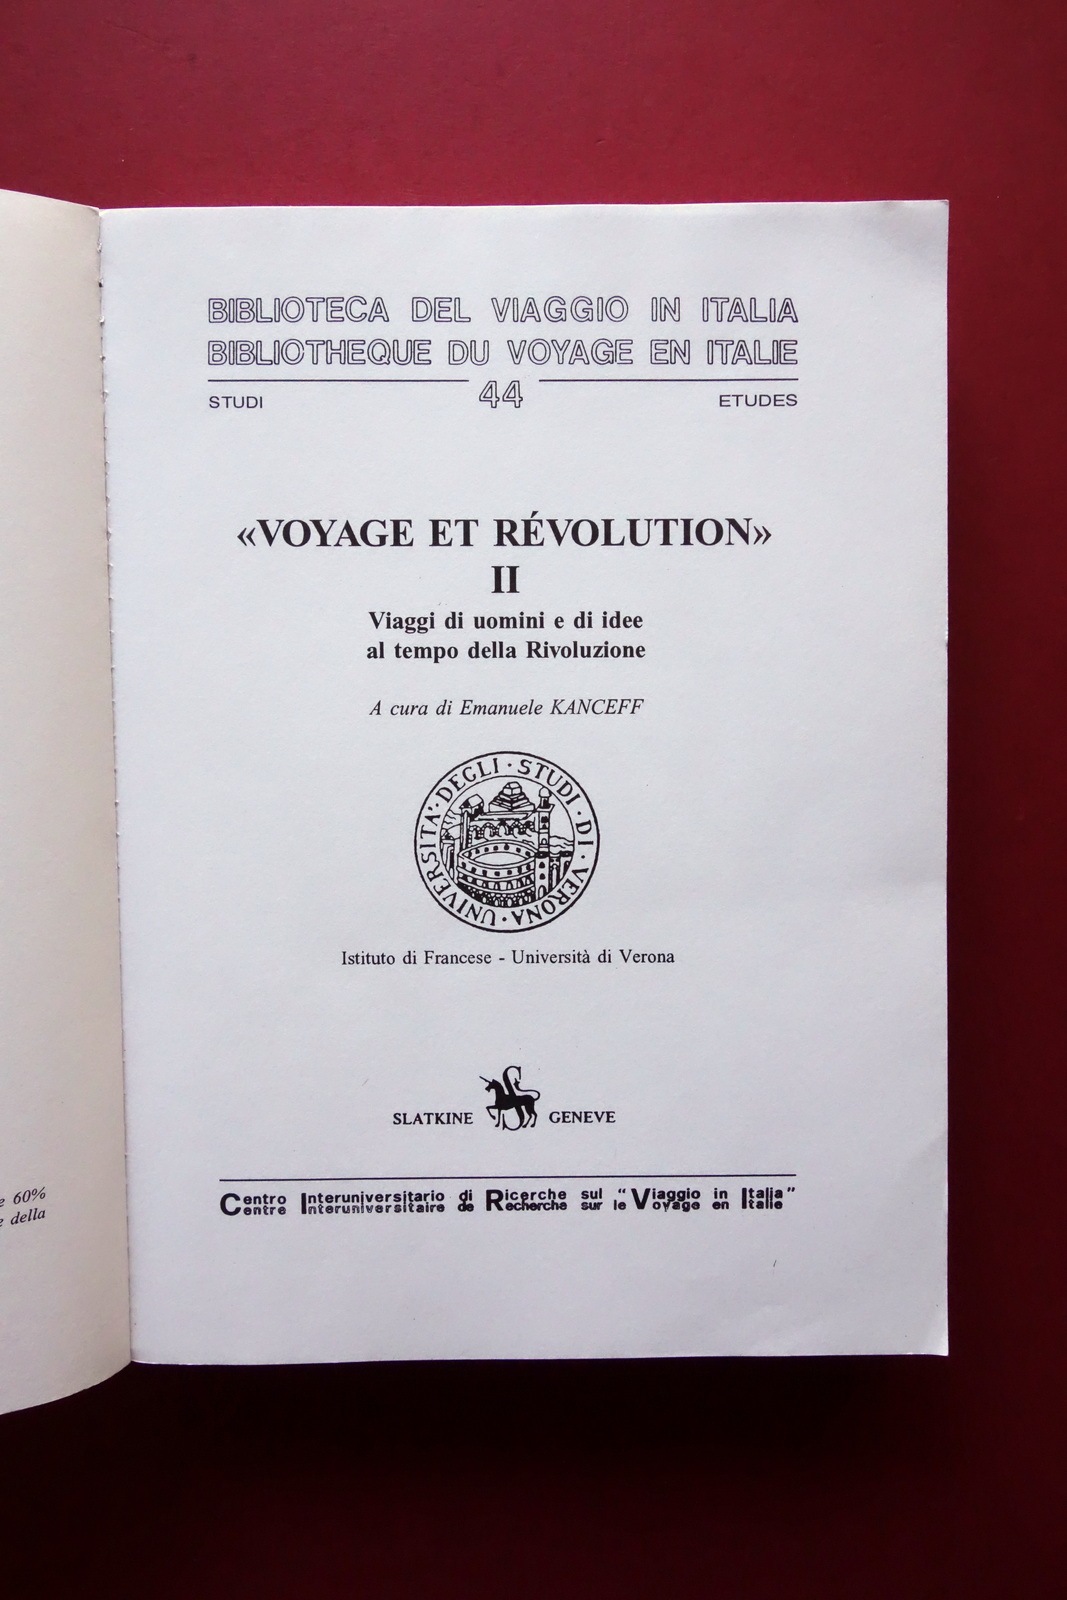 BIBLIOTECA DEL VIAGGIO IN ITALIA
BIBLIOTHEQUE DU VOYAGE EN ITALIE
44
STUDI ETUDES
«VOYAGE ET RÉVOLUTION»
II
Viaggi di uomini e di idee
al tempo della Rivoluzione
A cura di Emanuele KANCEFF
UNIVERSITÀ · DEGLI · STUDI · DI · VERONA ·
Istituto di Francese - Università di Verona
SLATKINE GENEVE
Centro Interuniversitario di Ricerche sul "Viaggio in Italia"
Centre Interuniversitaire de Recherche sur le Voyage en Italie
60%
della